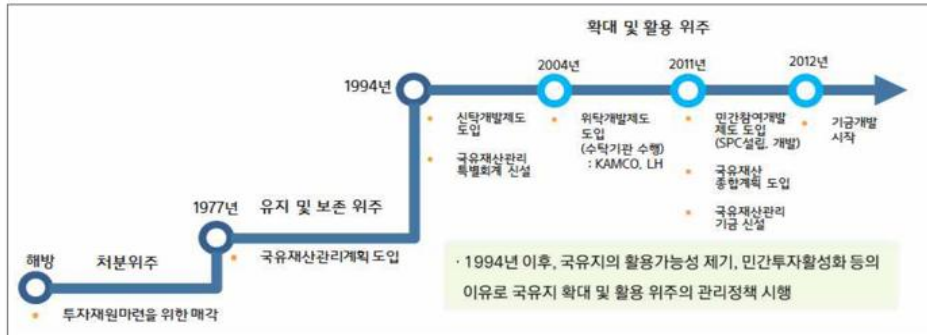 확대 및 활용 위주
1994년
2004년
2011년
2012년
신탁개발제도
도입
국유재산관리
특별회계 신설
위탁개발제도
도입
(수탁기관 수행)
: KAMCO, LH
민간참여개발
제도 도입
(SPC설립, 개발)
국유재산
종합계획 도입
국유재산관리
기금 신설
기금개발
시작
1977년
유지 및 보존 위주
국유재산관리계획 도입
해방
처분위주
투자재원마련을 위한 매각
· 1994년 이후, 국유지의 활용가능성 제기, 민간투자활성화 등의
이유로 국유지 확대 및 활용 위주의 관리정책 시행